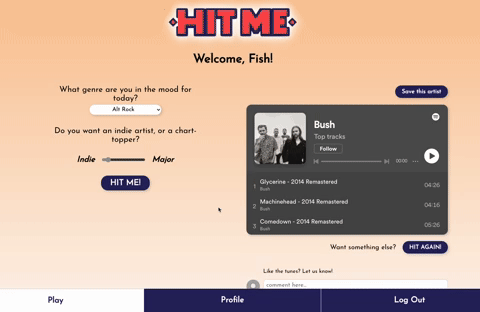 HIT ME
Welcome, Fish!
What genre are you in the mood for
today?
Alt Rock
Do you want an indie artist, or a chart-
topper?
Indie
Major
HIT ME!
Save this artist
Bush
Top tracks
Follow
00:00
1 Glycerine - 2014 Remastered 04:26
Bush
2 Machinehead - 2014 Remastered 04:16
Bush
3 Comedown - 2014 Remastered 05:26
Bush
Want something else? HIT AGAIN!
Like the tunes? Let us know!
comment here...
Play
Profile
Log Out